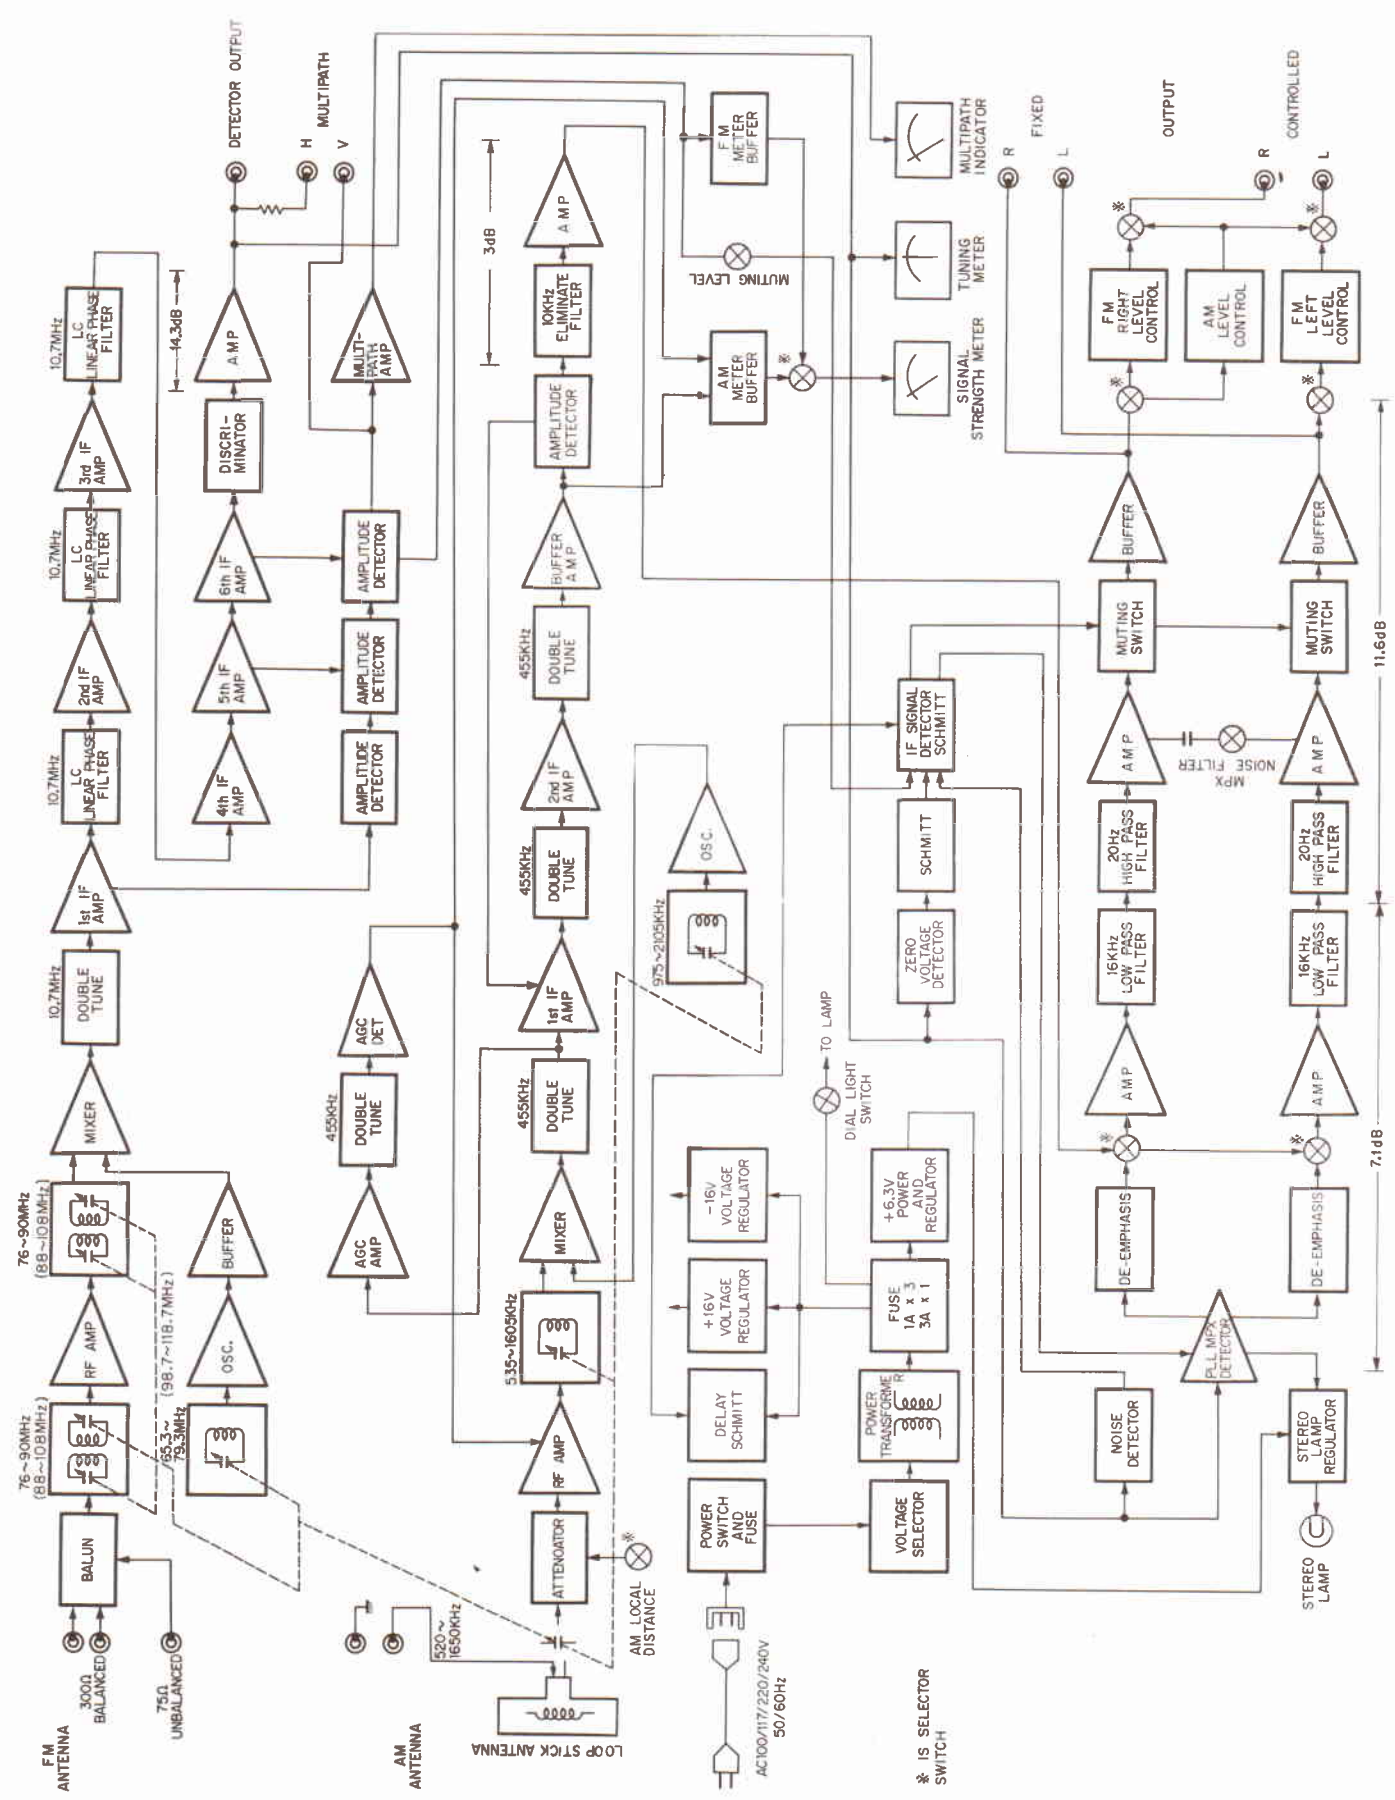 FM
ANTENNA
300Ω
BALANCED
75Ω
UNBALANCED
BALUN
76~90MHz
(88~108MHz)
RF AMP
76~90MHz
(88~108MHz)
MIXER
10.7MHz
DOUBLE
TUNE
1st IF
AMP
10.7MHz
LC
LINEAR PHASE
FILTER
2nd IF
AMP
10.7MHz
LC
LINEAR PHASE
FILTER
3rd IF
AMP
10.7MHz
LC
LINEAR PHASE
FILTER
65.3~
79.3MHz
(98.7~118.7MHz)
OSC.
BUFFER
4th IF
AMP
5th IF
AMP
6th IF
AMP
DISCRI-
MINATOR
AMP
14.3dB
DETECTOR OUTPUT
H
MULTIPATH
V
AMPLITUDE
DETECTOR
AMPLITUDE
DETECTOR
AMPLITUDE
DETECTOR
MULTI-
PATH
AMP
AM
ANTENNA
520~
1650KHz
LOOP STICK ANTENNA
AGC
AMP
455KHz
DOUBLE
TUNE
AGC
DET
ATTENOATOR
※
AM LOCAL
DISTANCE
RF AMP
535~1605KHz
MIXER
455KHz
DOUBLE
TUNE
1st IF
AMP
455KHz
DOUBLE
TUNE
2nd IF
AMP
455KHz
DOUBLE
TUNE
BUFFER
AMP
AMPLITUDE
DETECTOR
10KHz
ELIMINATE
FILTER
AMP
3dB
975~2105KHz
OSC.
AM
METER
BUFFER
FM
METER
BUFFER
MUTING LEVEL
※
SIGNAL
STRENGTH METER
TUNING
METER
MULTIPATH
INDICATOR
AC100/117/220/240V
50/60Hz
POWER
SWITCH
AND
FUSE
DELAY
SCHMITT
+16V
VOLTAGE
REGULATOR
-16V
VOLTAGE
REGULATOR
DIAL LIGHT
SWITCH
TO LAMP
VOLTAGE
SELECTOR
POWER
TRANSFORME
R
FUSE
1A x 3
3A x 1
+6.3V
POWER
AND
REGULATOR
ZERO
VOLTAGE
DETECTOR
SCHMITT
IF SIGNAL
DETECTOR
SCHMITT
※ IS SELECTOR
SWITCH
NOISE
DETECTOR
PLL MPX
DETECTOR
STEREO
LAMP
REGULATOR
STEREO
LAMP
DE-EMPHASIS
※
AMP
16KHz
LOW PASS
FILTER
20Hz
HIGH PASS
FILTER
AMP
MUTING
SWITCH
BUFFER
※
FM
RIGHT
LEVEL
CONTROL
※
R
FIXED
L
MPX
NOISE FILTER
AM
LEVEL
CONTROL
OUTPUT
DE-EMPHASIS
※
AMP
16KHz
LOW PASS
FILTER
20Hz
HIGH PASS
FILTER
AMP
MUTING
SWITCH
BUFFER
※
FM
LEFT
LEVEL
CONTROL
※
R
CONTROLLED
L
7.1dB
11.6dB